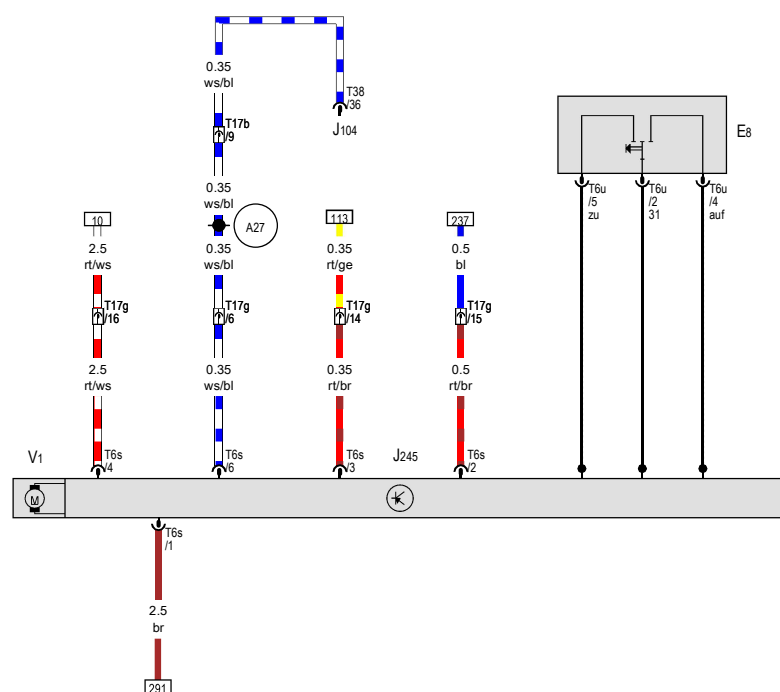 0.35
ws/bl
T38
/36
J104
T17b
/9
E8
0.35
ws/bl
T6u
/5
zu
T6u
/2
31
T6u
/4
auf
10
A27
113
237
2.5
rt/ws
0.35
ws/bl
0.35
rt/ge
0.5
bl
T17g
/16
T17g
/6
T17g
/14
T17g
/15
2.5
rt/ws
0.35
ws/bl
0.35
rt/br
0.5
rt/br
V1
T6s
/4
T6s
/6
T6s
/3
J245
T6s
/2
M
T6s
/1
2.5
br
291